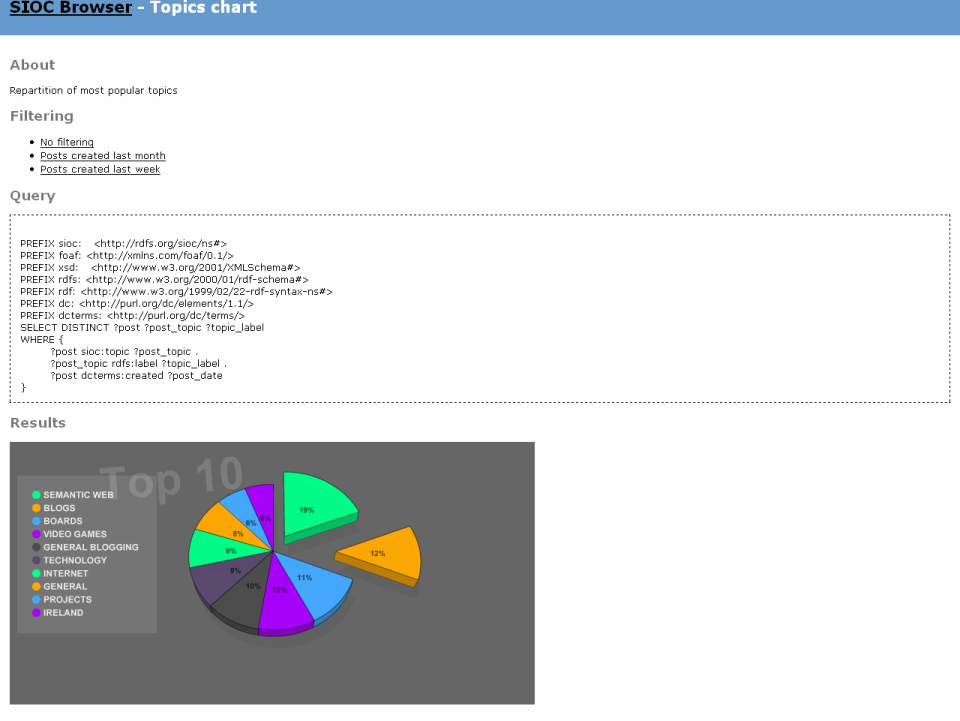 SIOC Browser - Topics chart
About
Repartition of most popular topics
Filtering
No filtering
Posts created last month
Posts created last week
Query
PREFIX sioc: <http://rdfs.org/sioc/ns#>
PREFIX foaf: <http://xmlns.com/foaf/0.1/>
PREFIX xsd: <http://www.w3.org/2001/XMLSchema#>
PREFIX rdfs: <http://www.w3.org/2000/01/rdf-schema#>
PREFIX rdf: <http://www.w3.org/1999/02/22-rdf-syntax-ns#>
PREFIX dc: <http://purl.org/dc/elements/1.1/>
PREFIX dcterms: <http://purl.org/dc/terms/>
SELECT DISTINCT ?post ?post_topic ?topic_label
WHERE {
?post sioc:topic ?post_topic .
?post_topic rdfs:label ?topic_label .
?post dcterms:created ?post_date
}
Results
Top 10
SEMANTIC WEB
BLOGS
BOARDS
VIDEO GAMES
GENERAL BLOGGING
TECHNOLOGY
INTERNET
GENERAL
PROJECTS
IRELAND
19%
12%
11%
10%
10%
9%
9%
8%
6%